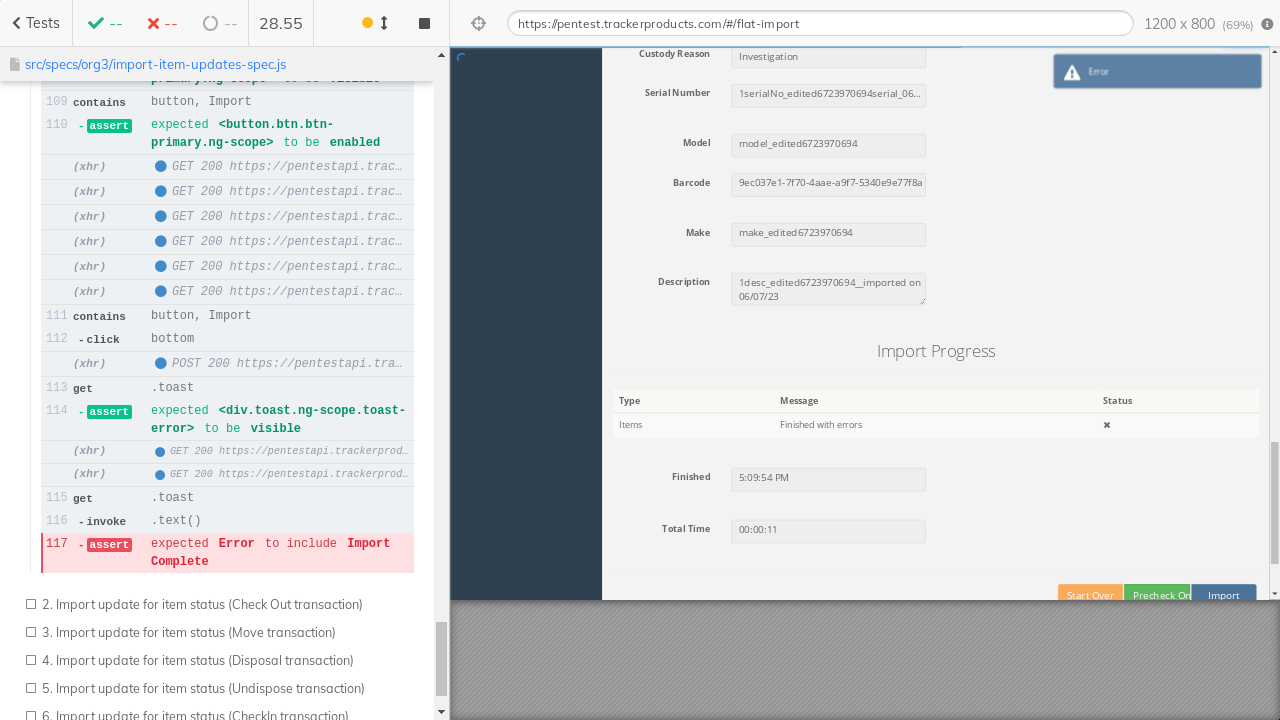 Tests
--
--
--
28.55
https://pentest.trackerproducts.com/#/flat-import
1200 x 800 (69%)
src/specs/org3/import-item-updates-spec.js
primary.ng-scope> to be visible
109 contains button, Import
110 - assert expected <button.btn.btn-
primary.ng-scope> to be enabled
(xhr) GET 200 https://pentestapi.trac…
(xhr) GET 200 https://pentestapi.trac…
(xhr) GET 200 https://pentestapi.trac…
(xhr) GET 200 https://pentestapi.trac…
(xhr) GET 200 https://pentestapi.trac…
(xhr) GET 200 https://pentestapi.trac…
111 contains button, Import
112 - click bottom
(xhr) POST 200 https://pentestapi.tra…
113 get .toast
114 - assert expected <div.toast.ng-scope.toast-
error> to be visible
(xhr) GET 200 https://pentestapi.trackerprod…
(xhr) GET 200 https://pentestapi.trackerprod…
115 get .toast
116 - invoke .text()
117 - assert expected Error to include Import
Complete
2. Import update for item status (Check Out transaction)
3. Import update for item status (Move transaction)
4. Import update for item status (Disposal transaction)
5. Import update for item status (Undispose transaction)
6. Import update for item status (CheckIn transaction)
Custody Reason Investigation
Error
Serial Number 1serialNo_edited6723970694serial_06...
Model model_edited6723970694
Barcode 9ec037e1-7f70-4aae-a9f7-5340e9e77f8a
Make make_edited6723970694
Description 1desc_edited6723970694__imported on
06/07/23
Import Progress
Type Message Status
Items Finished with errors
Finished 5:09:54 PM
Total Time 00:00:11
Start Over Precheck On Import